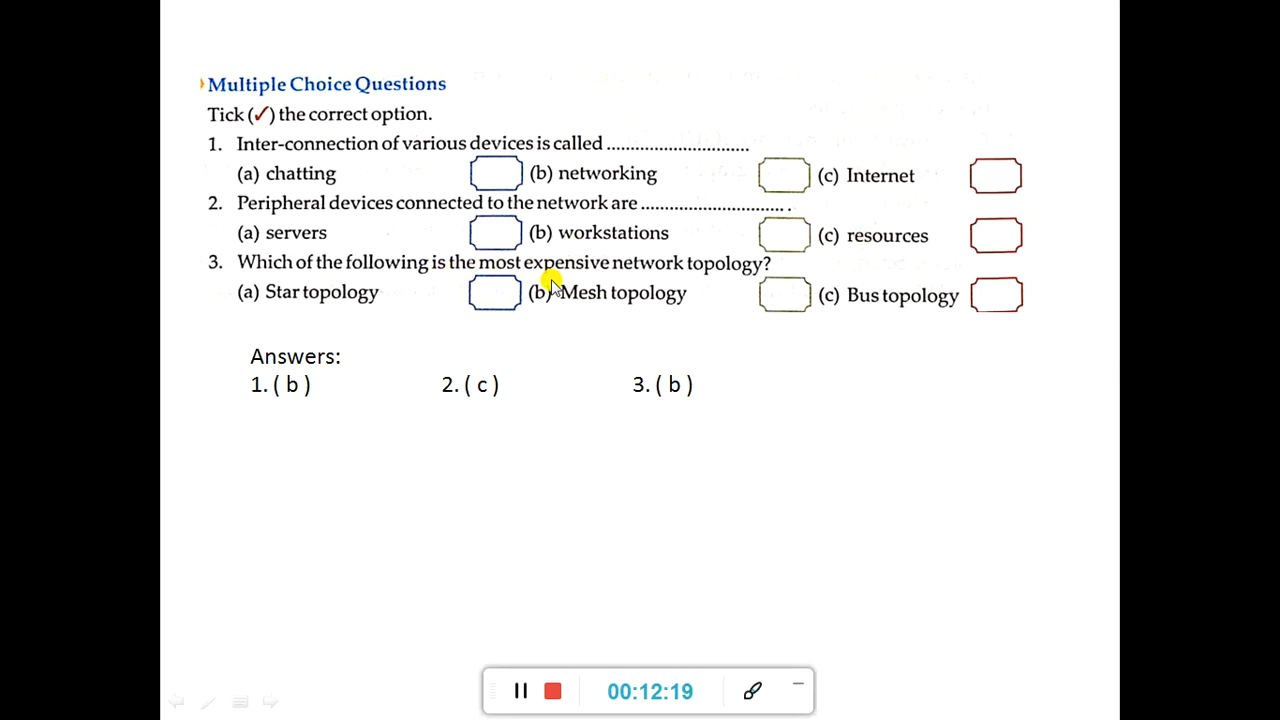 Multiple Choice Questions
Tick (✓) the correct option.
1. Inter-connection of various devices is called ............................
(a) chatting (b) networking (c) Internet
2. Peripheral devices connected to the network are ............................ .
(a) servers (b) workstations (c) resources
3. Which of the following is the most expensive network topology?
(a) Star topology (b) Mesh topology (c) Bus topology
Answers:
1. ( b ) 2. ( c ) 3. ( b )
00:12:19